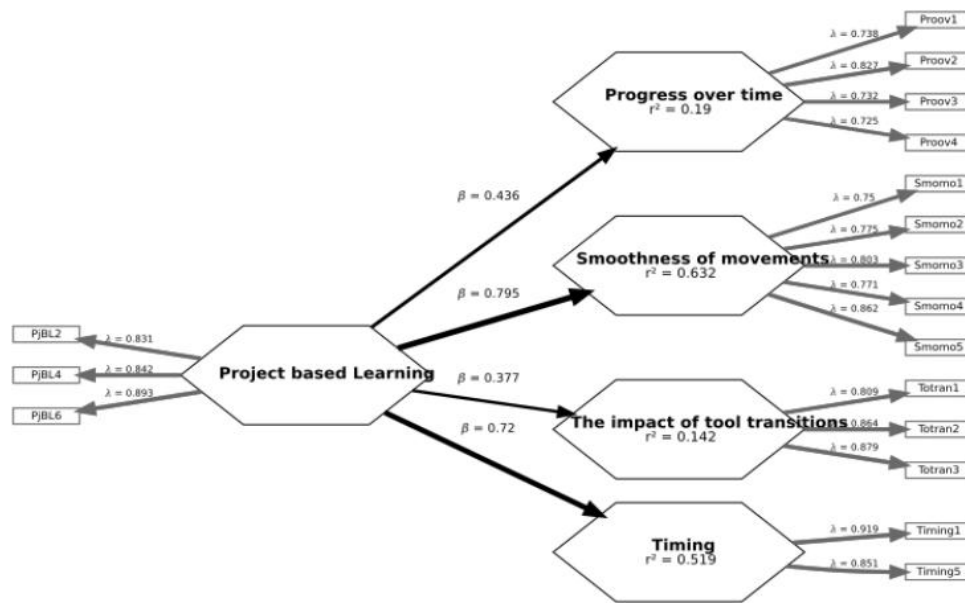 Proov1
λ = 0.738
Proov2
λ = 0.827
Progress over time
r² = 0.19
λ = 0.732
Proov3
λ = 0.725
Proov4
β = 0.436
Smomo1
λ = 0.75
Smomo2
λ = 0.775
Smoothness of movements
r² = 0.632
λ = 0.803
Smomo3
λ = 0.771
Smomo4
λ = 0.862
Smomo5
β = 0.795
PjBL2
λ = 0.831
PjBL4
λ = 0.842
PjBL6
λ = 0.893
Project based Learning
β = 0.377
Totran1
λ = 0.809
The impact of tool transitions
r² = 0.142
λ = 0.864
Totran2
λ = 0.879
Totran3
β = 0.72
Timing
r² = 0.519
λ = 0.919
Timing1
λ = 0.851
Timing5